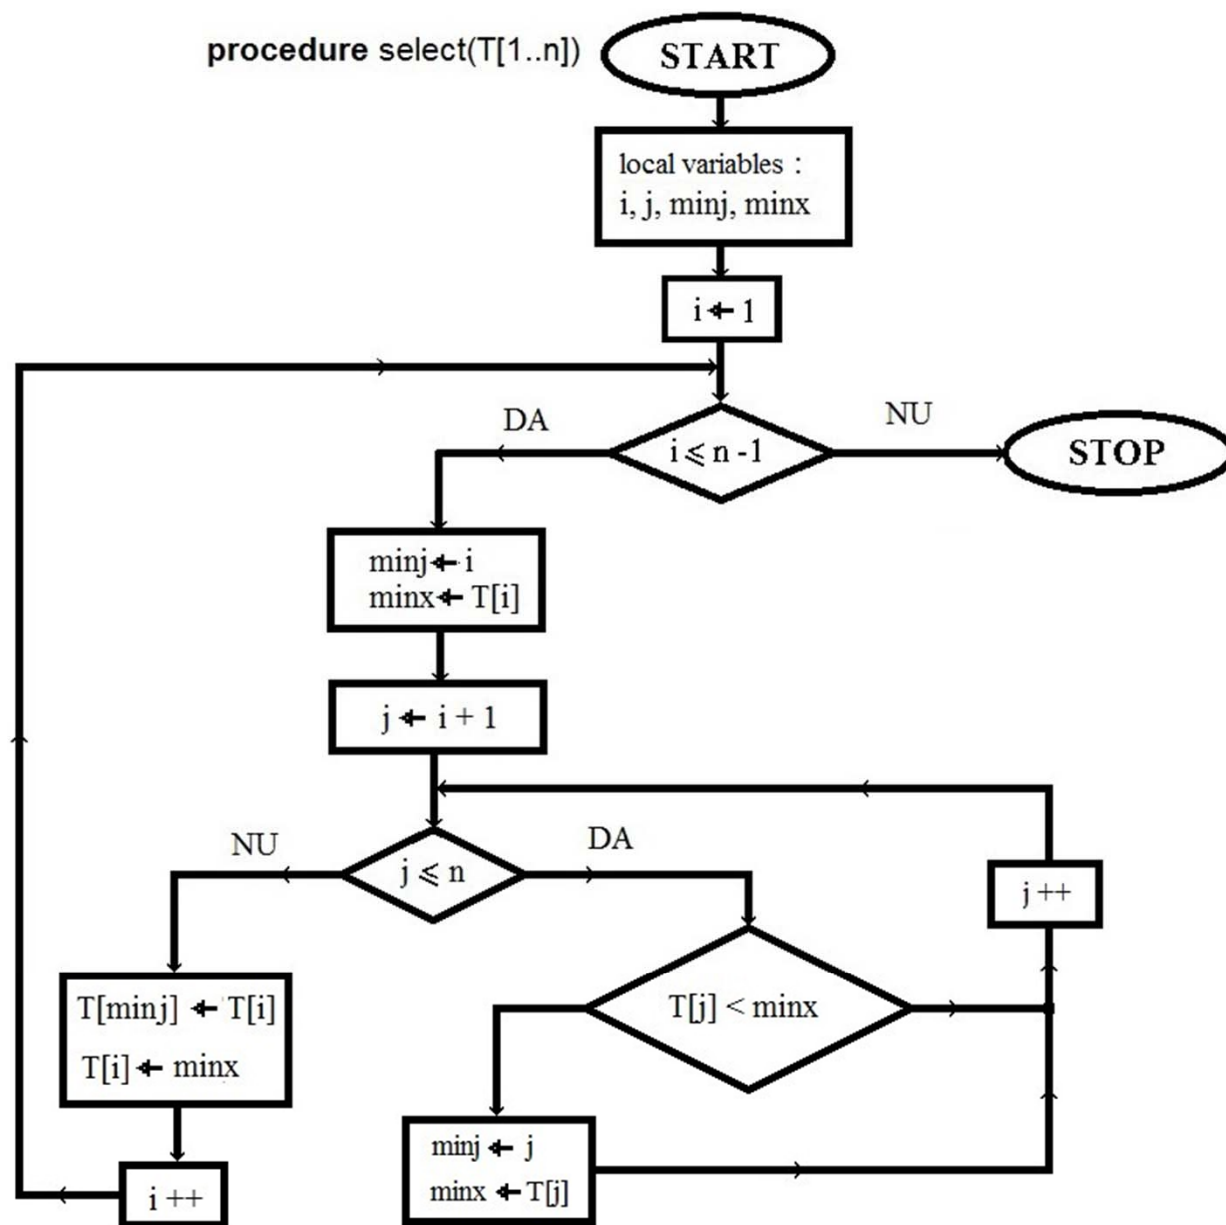 procedure select(T[1..n])
START
local variables :
i, j, minj, minx
i ← 1
DA
NU
i ⩽ n -1
STOP
minj ← i
minx ← T[i]
j ← i + 1
NU
DA
j ⩽ n
j ++
T[minj] ← T[i]
T[i] ← minx
T[j] < minx
minj ← j
minx ← T[j]
i ++